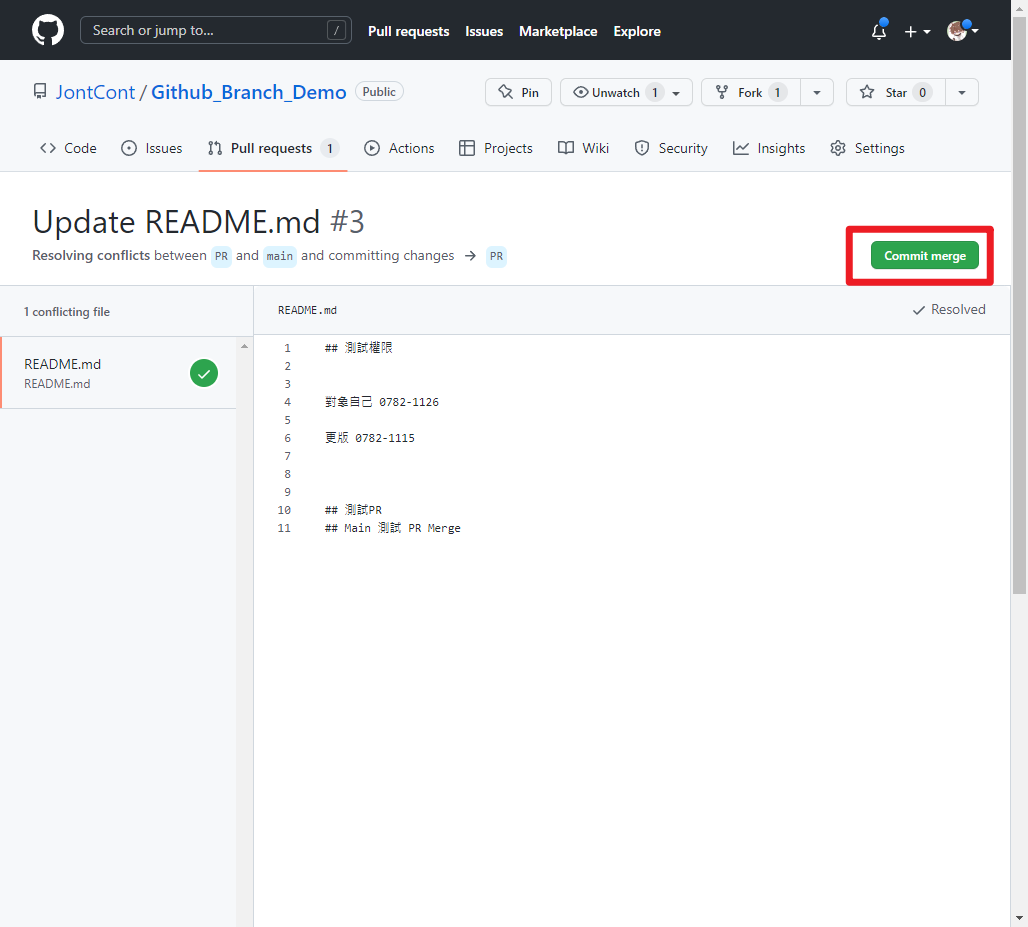 Search or jump to... / Pull requests Issues Marketplace Explore
JontCont / Github_Branch_Demo Public Pin Unwatch 1 Fork 1 Star 0
Code Issues Pull requests 1 Actions Projects Wiki Security Insights Settings
Update README.md #3
Resolving conflicts between PR and main and committing changes → PR
Commit merge
1 conflicting file
README.md
Resolved
README.md
README.md
1 ## 測試權限
2
3
4 對象自己 0782-1126
5
6 更版 0782-1115
7
8
9
10 ## 測試PR
11 ## Main 測試 PR Merge